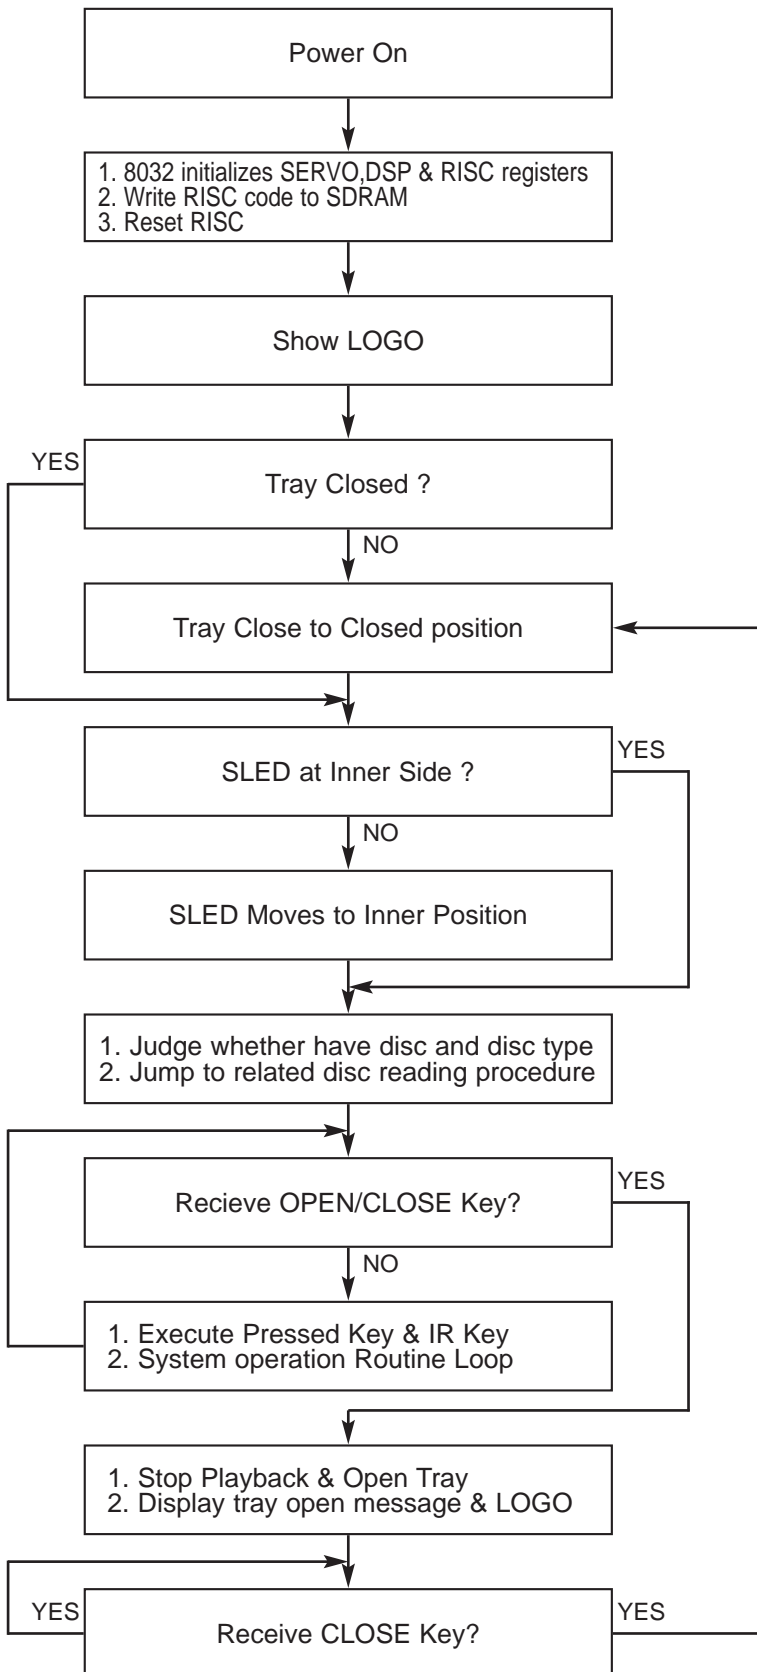 Power On
1. 8032 initializes SERVO,DSP & RISC registers
2. Write RISC code to SDRAM
3. Reset RISC
Show LOGO
YES
Tray Closed ?
NO
Tray Close to Closed position
SLED at Inner Side ?
YES
NO
SLED Moves to Inner Position
1. Judge whether have disc and disc type
2. Jump to related disc reading procedure
Recieve OPEN/CLOSE Key?
YES
NO
1. Execute Pressed Key & IR Key
2. System operation Routine Loop
1. Stop Playback & Open Tray
2. Display tray open message & LOGO
YES
Receive CLOSE Key?
YES